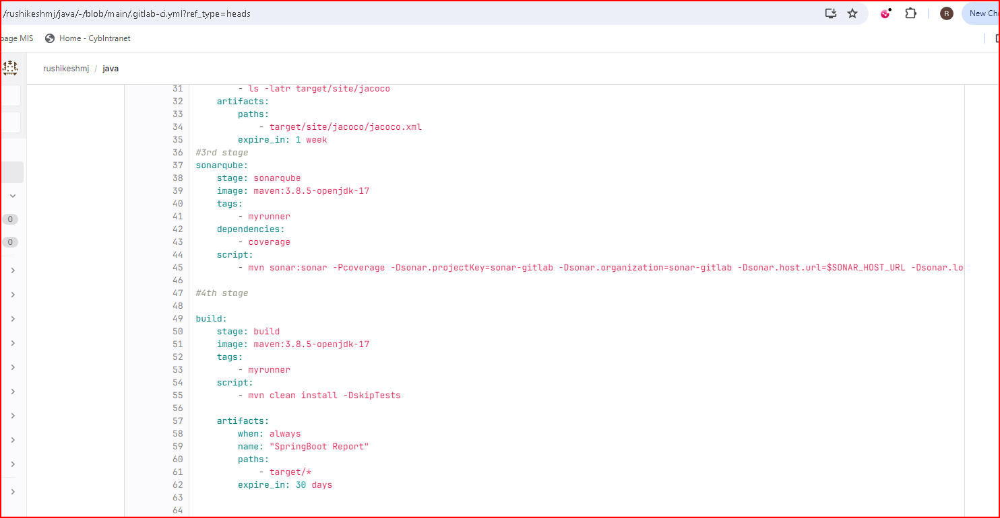 /rushikeshmj/java/-/blob/main/.gitlab-ci.yml?ref_type=heads
R
New
page MIS
Home - CybIntranet
rushikeshmj / java
31 - ls -latr target/site/jacoco
32 artifacts:
33 paths:
34 - target/site/jacoco/jacoco.xml
35 expire_in: 1 week
36 #3rd stage
37 sonarqube:
38 stage: sonarqube
39 image: maven:3.8.5-openjdk-17
40 tags:
41 - myrunner
42 dependencies:
43 - coverage
44 script:
45 - mvn sonar:sonar -Pcoverage -Dsonar.projectKey=sonar-gitlab -Dsonar.organization=sonar-gitlab -Dsonar.host.url=$SONAR_HOST_URL -Dsonar.lo
46
47 #4th stage
48
49 build:
50 stage: build
51 image: maven:3.8.5-openjdk-17
52 tags:
53 - myrunner
54 script:
55 - mvn clean install -DskipTests
56
57 artifacts:
58 when: always
59 name: "SpringBoot Report"
60 paths:
61 - target/*
62 expire_in: 30 days
63
64
0
0